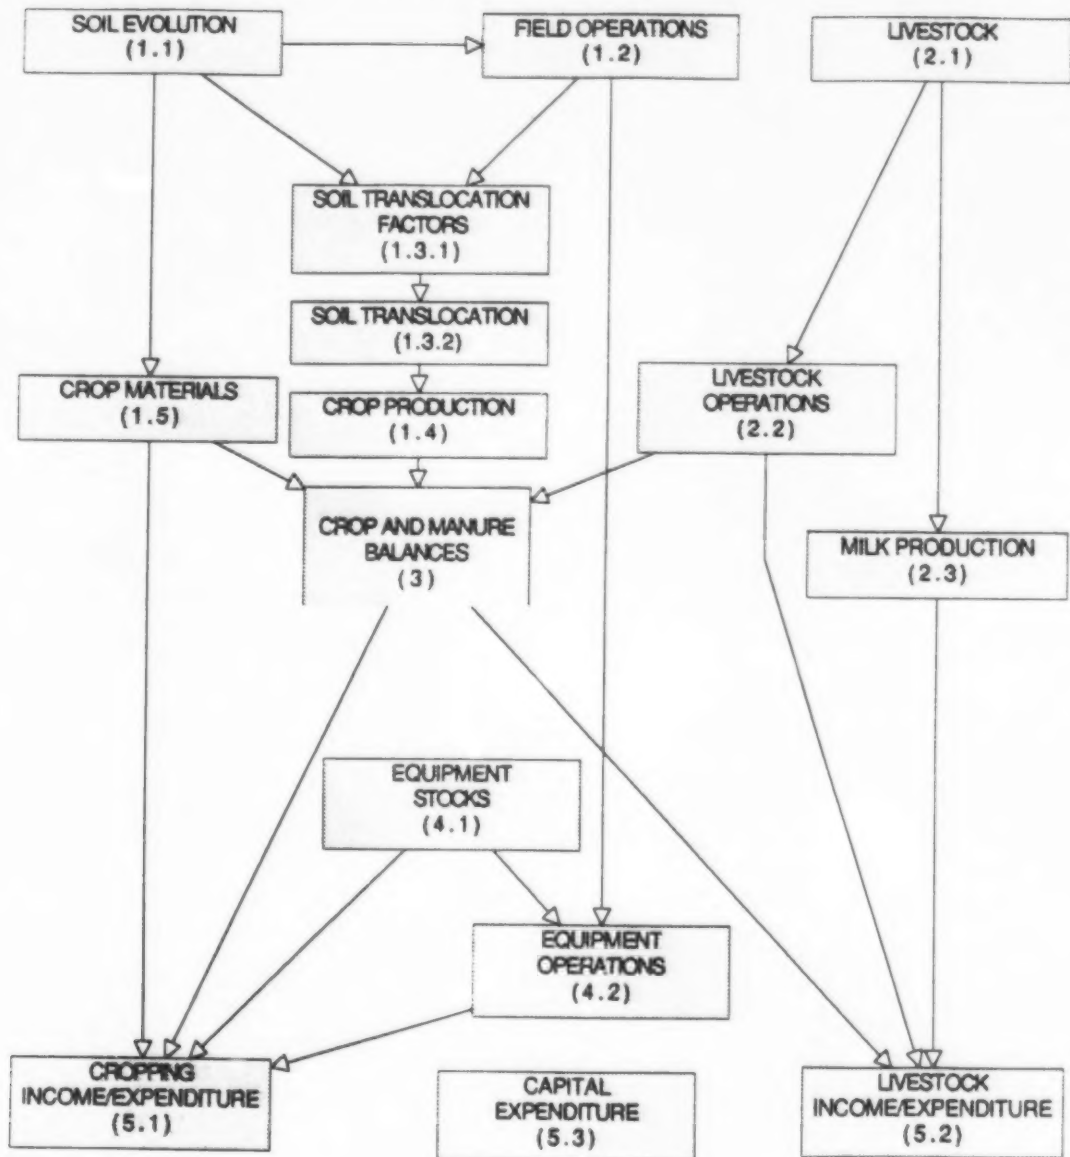 SOIL EVOLUTION
(1.1)
FIELD OPERATIONS
(1.2)
LIVESTOCK
(2.1)
SOIL TRANSLOCATION
FACTORS
(1.3.1)
SOIL TRANSLOCATION
(1.3.2)
CROP MATERIALS
(1.5)
CROP PRODUCTION
(1.4)
LIVESTOCK
OPERATIONS
(2.2)
CROP AND MANURE
BALANCES
(3)
MILK PRODUCTION
(2.3)
EQUIPMENT
STOCKS
(4.1)
EQUIPMENT
OPERATIONS
(4.2)
CROPPING
INCOME/EXPENDITURE
(5.1)
CAPITAL
EXPENDITURE
(5.3)
LIVESTOCK
INCOME/EXPENDITURE
(5.2)